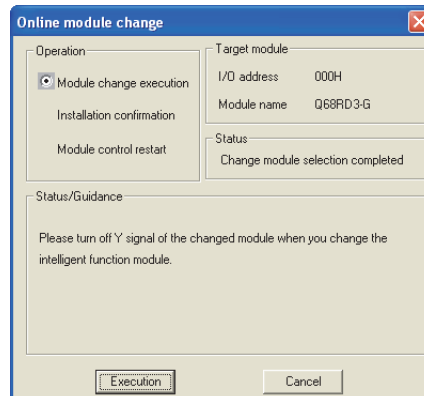 Online module change
Operation
Module change execution
Installation confirmation
Module control restart
Target module
I/O address 000H
Module name Q68RD3-G
Status
Change module selection completed
Status/Guidance
Please turn off Y signal of the changed module when you change the
intelligent function module.
Execution Cancel